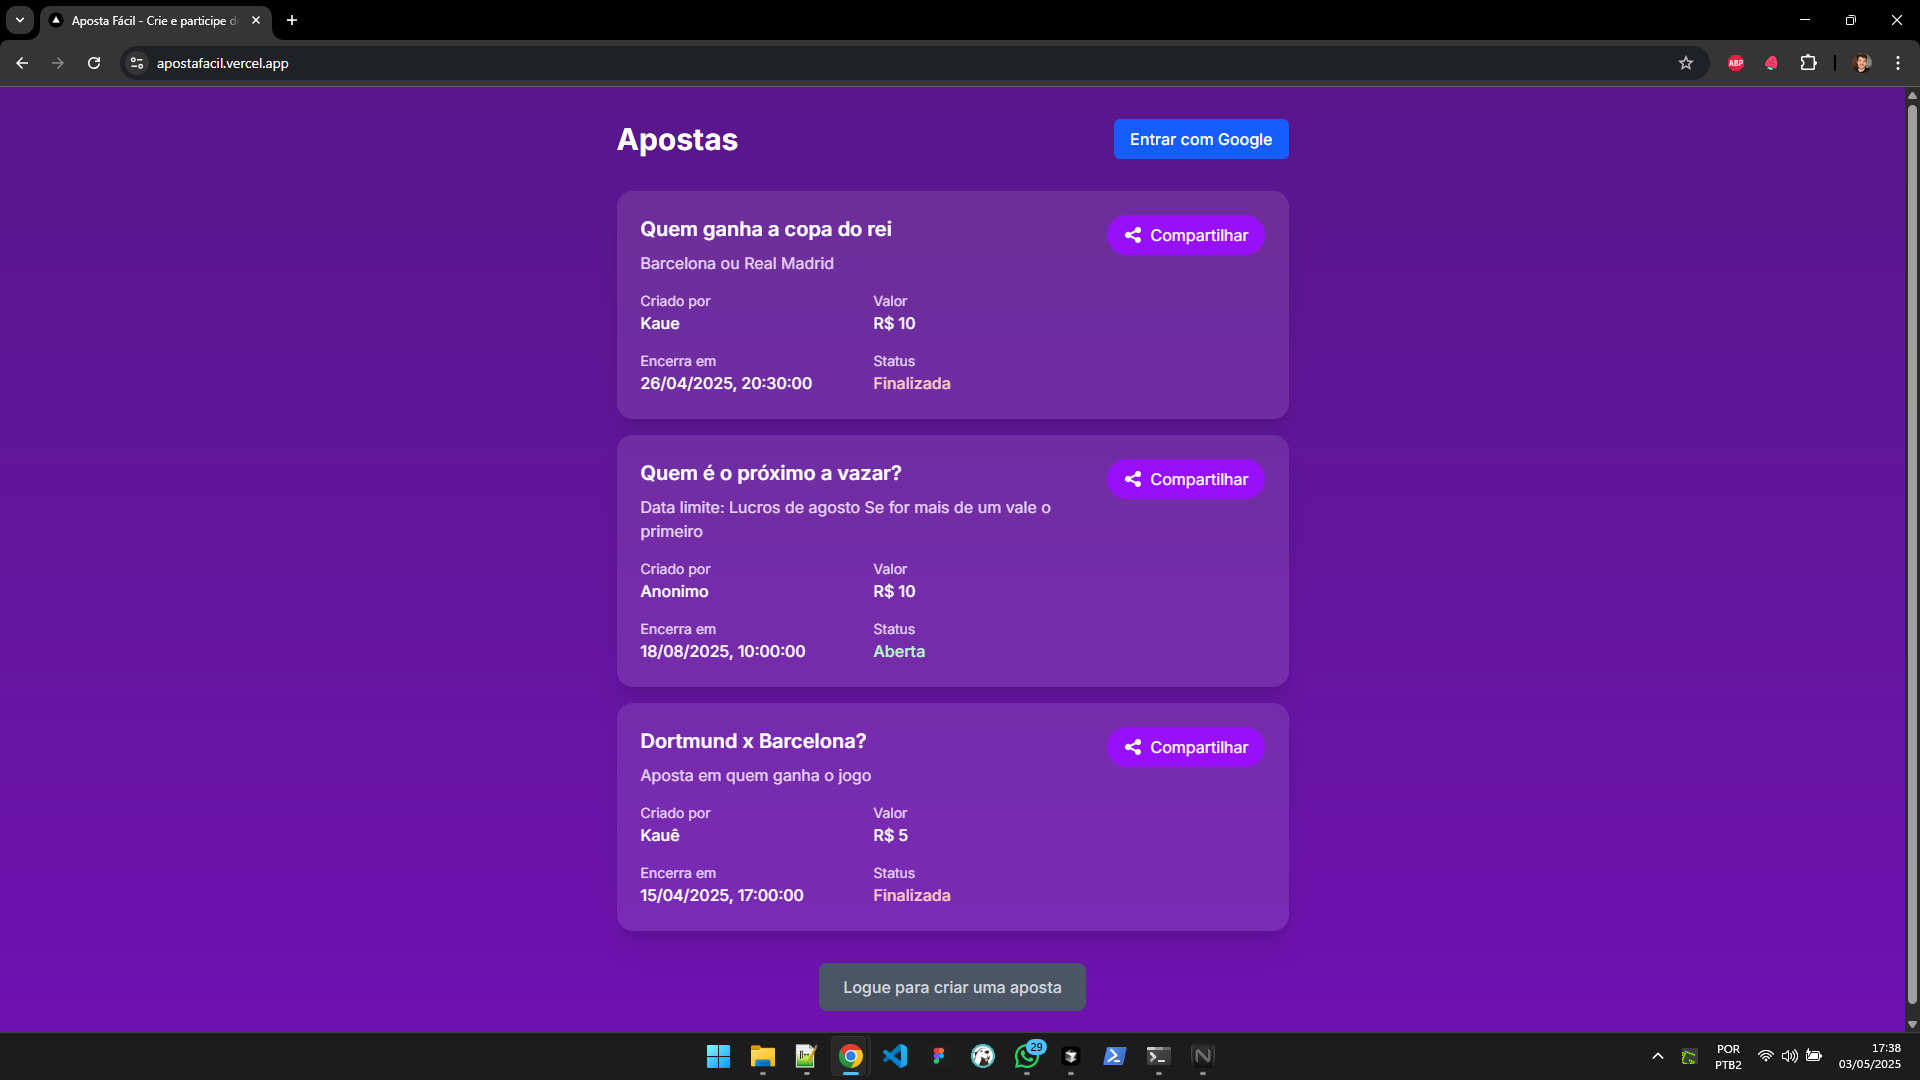 Aposta Fácil - Crie e participe d
apostafacil.vercel.app
ABP
Apostas
Entrar com Google
Quem ganha a copa do rei
Compartilhar
Barcelona ou Real Madrid
Criado por
Valor
Kaue
R$ 10
Encerra em
Status
26/04/2025, 20:30:00
Finalizada
Quem é o próximo a vazar?
Compartilhar
Data limite: Lucros de agosto Se for mais de um vale o
primeiro
Criado por
Valor
Anonimo
R$ 10
Encerra em
Status
18/08/2025, 10:00:00
Aberta
Dortmund x Barcelona?
Compartilhar
Aposta em quem ganha o jogo
Criado por
Valor
Kauê
R$ 5
Encerra em
Status
15/04/2025, 17:00:00
Finalizada
Logue para criar uma aposta
29
POR
PTB2
17:38
03/05/2025